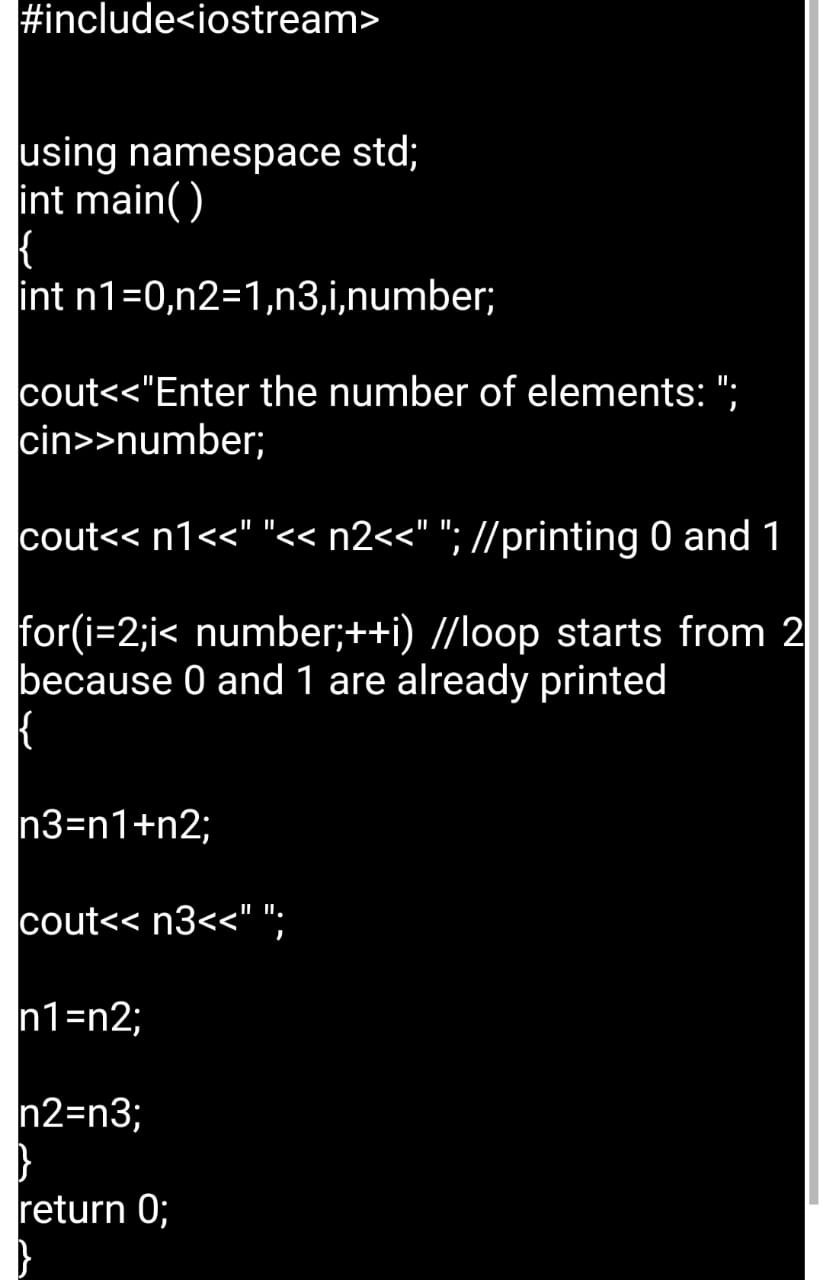 #include<iostream>
using namespace std;
int main( )
{
int n1=0,n2=1,n3,i,number;
cout<<"Enter the number of elements: ";
cin>>number;
cout<< n1<<" "<< n2<<" "; //printing 0 and 1
for(i=2;i< number;++i) //loop starts from 2
because 0 and 1 are already printed
{
n3=n1+n2;
cout<< n3<<" ";
n1=n2;
n2=n3;
}
return 0;
}